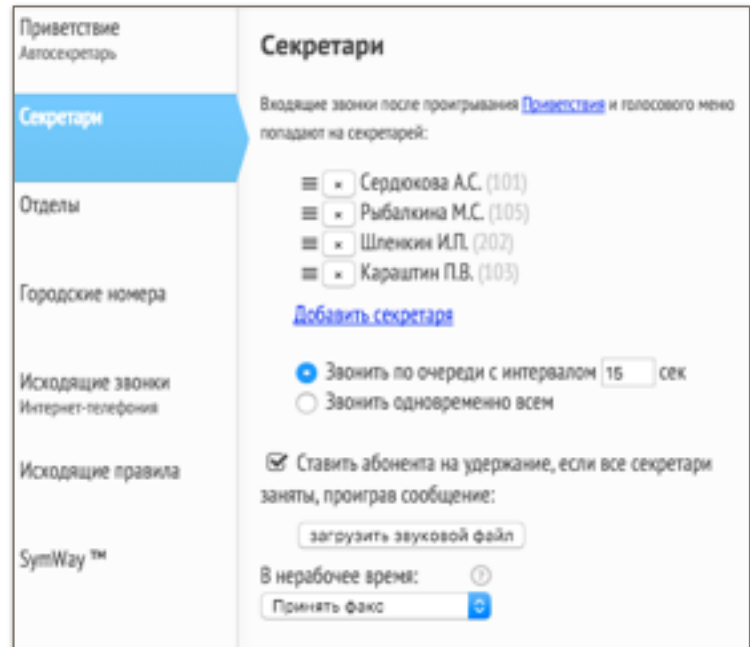 Приветствие
Автосекретарь
Секретари
Отделы
Городские номера
Исходящие звонки
Интернет-телефония
Исходящие правила
SymWay ™
Секретари
Входящие звонки после проигрывания Приветствия и голосового меню
попадают на секретарей:
× Сердюкова А.С. (101)
× Рыбалкина М.С. (105)
× Шленкин И.П. (202)
× Караштин П.В. (103)
Добавить секретаря
Звонить по очереди с интервалом 15 сек
Звонить одновременно всем
Ставить абонента на удержание, если все секретари
заняты, проиграв сообщение:
загрузить звуковой файл
В нерабочее время: ?
Принять факс